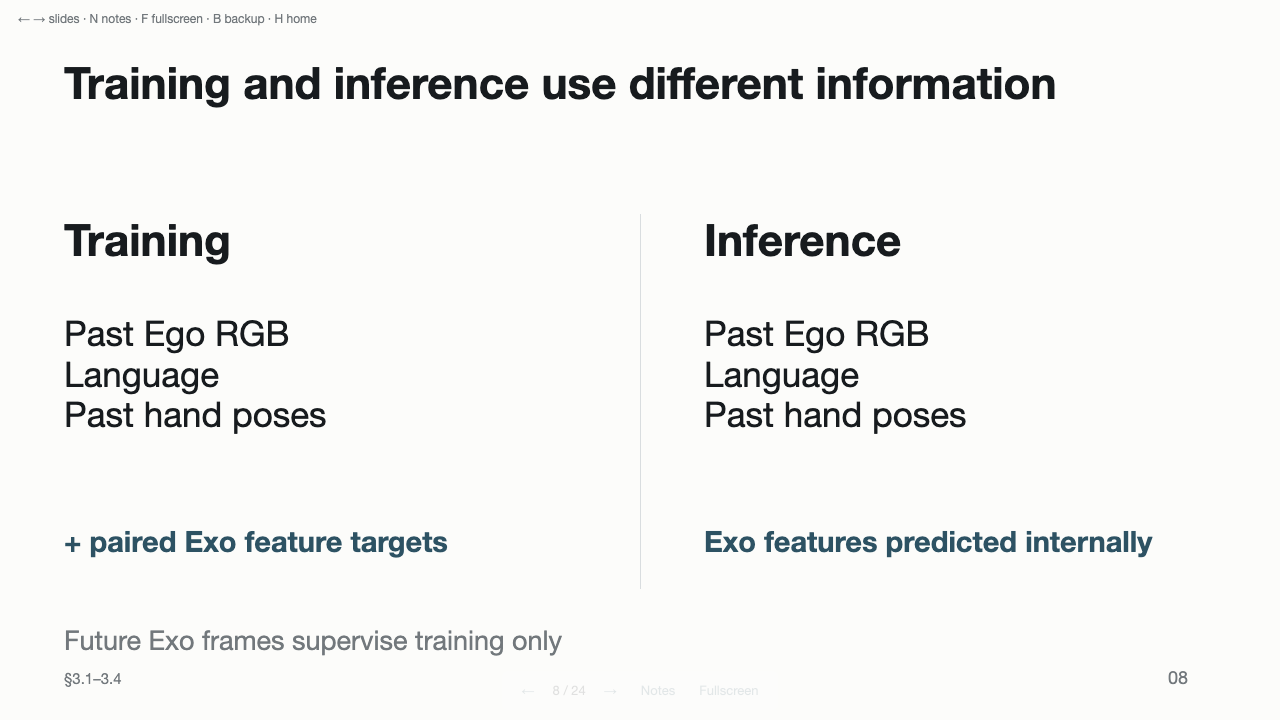 ←→ slides · N notes · F fullscreen · B backup · H home
Training and inference use different information
Training
Past Ego RGB
Language
Past hand poses
+ paired Exo feature targets
Inference
Past Ego RGB
Language
Past hand poses
Exo features predicted internally
Future Exo frames supervise training only
§3.1–3.4
← 8 / 24 → Notes Fullscreen
08